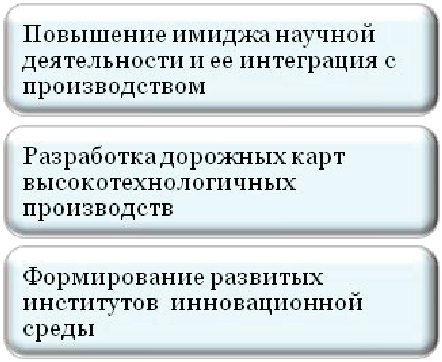 Повышение имиджа научной
деятельности и ее интеграция с
производством
Разработка дорожных карт
высокотехнологичных
производств
Формирование развитых
институтов инновационной
среды